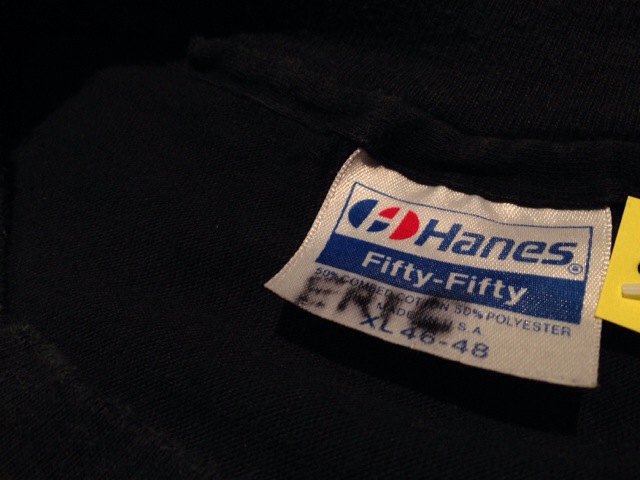 Hanes®
Fifty-Fifty
50% COMBED COTTON 50% POLYESTER
MADE IN U.S.A.
ERIC
XL 46-48